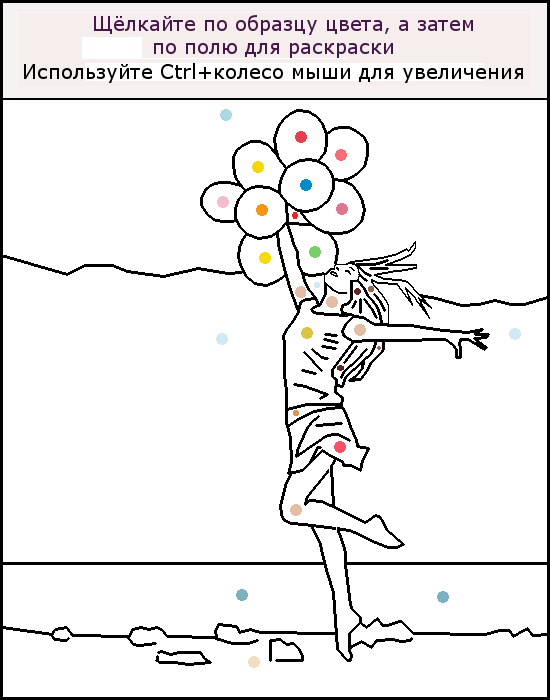 Щёлкайте по образцу цвета, а затем
по полю для раскраски
Используйте Ctrl+колесо мыши для увеличения